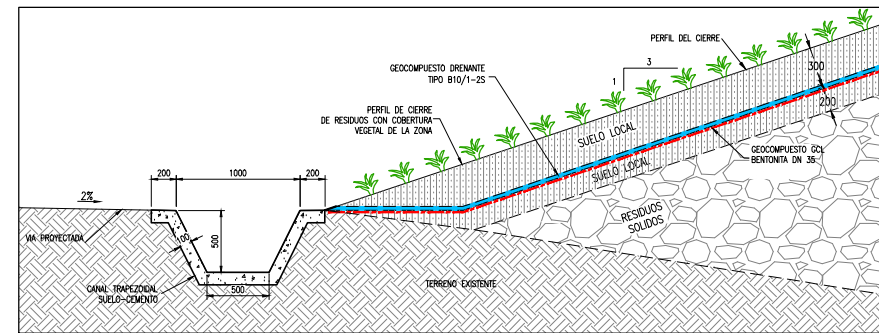 PERFIL DEL CIERRE
GEOCOMPUESTO DRENANTE
TIPO B10/1-2S
3
1
300
200
PERFIL DE CIERRE
DE RESIDUOS CON COBERTURA
VEGETAL DE LA ZONA
SUELO LOCAL
SUELO LOCAL
GEOCOMPUESTO GCL
BENTONITA DN 35
RESIDUOS
SOLIDOS
200
1000
200
2%
VIA PROYECTADA
100
500
500
CANAL TRAPEZOIDAL
SUELO-CEMENTO
TERRENO EXISTENTE